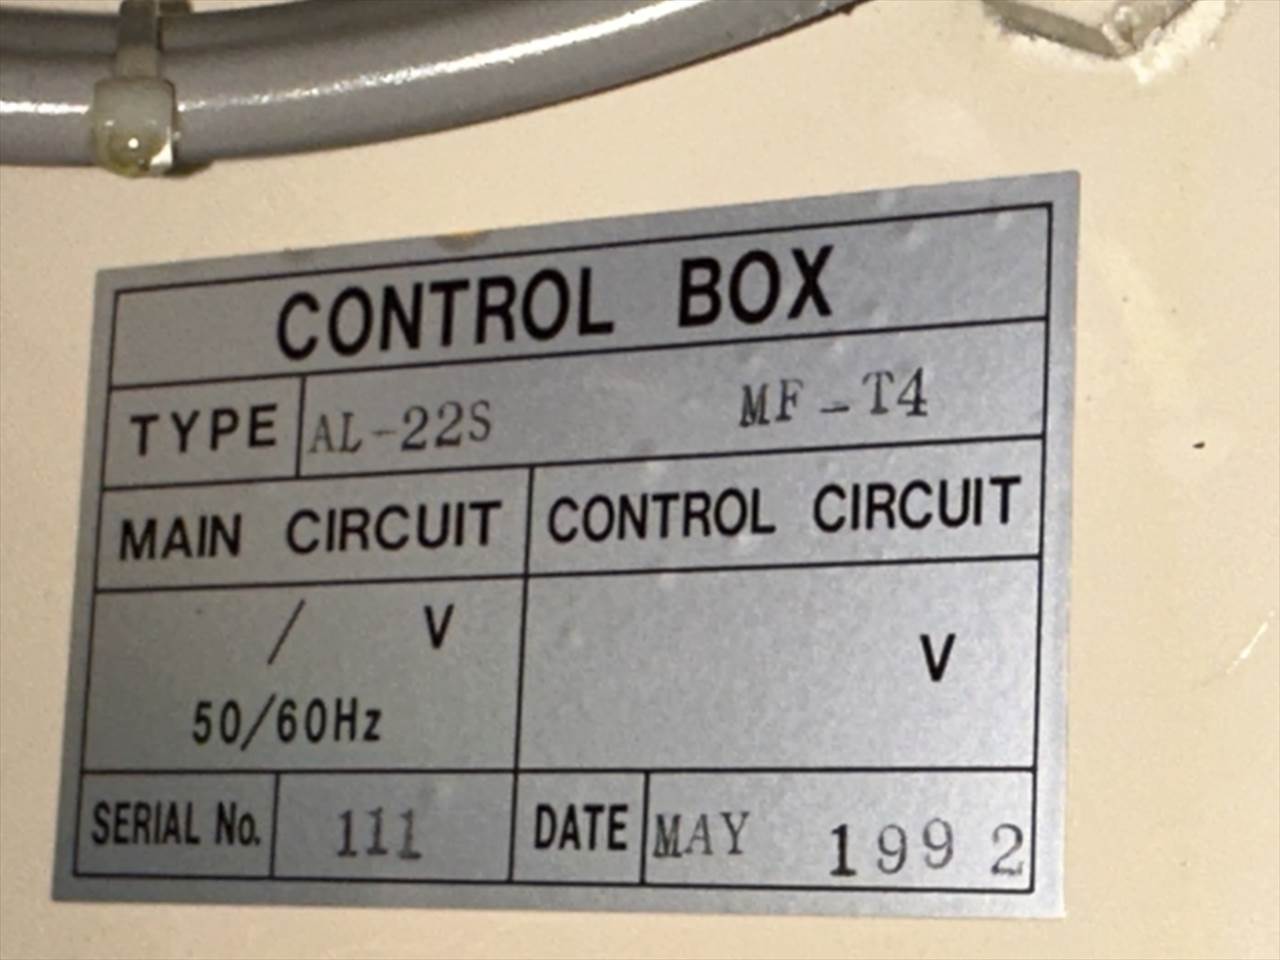 CONTROL BOX
TYPE AL-22S MF-T4
MAIN CIRCUIT CONTROL CIRCUIT
/ V
50/60Hz
V
SERIAL No. 111 DATE MAY 1992